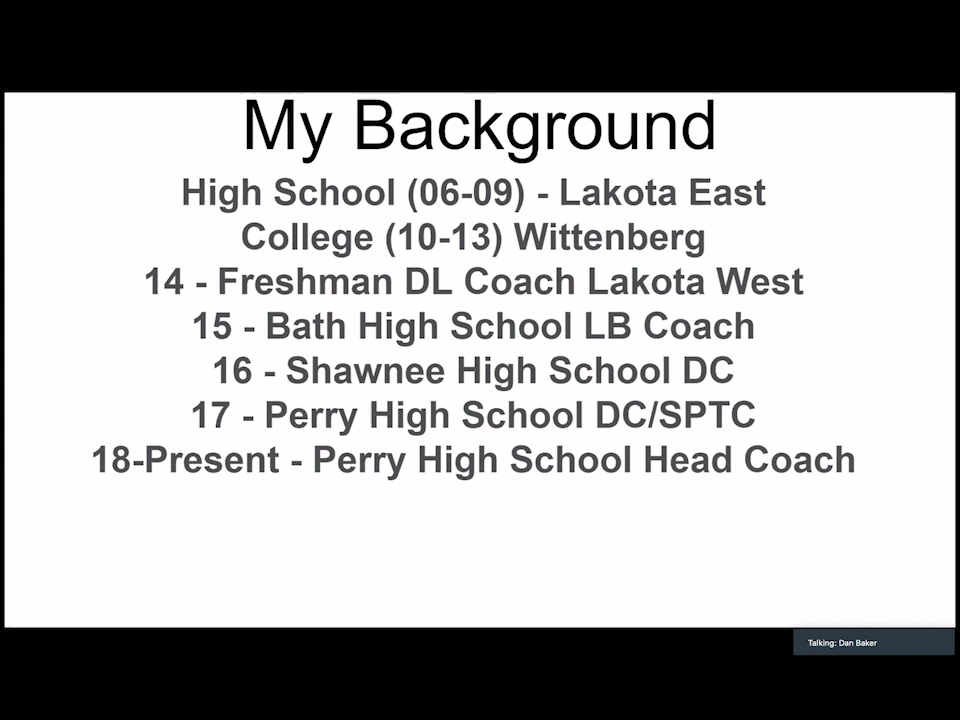 My Background
High School (06-09) - Lakota East
College (10-13) Wittenberg
14 - Freshman DL Coach Lakota West
15 - Bath High School LB Coach
16 - Shawnee High School DC
17 - Perry High School DC/SPTC
18-Present - Perry High School Head Coach
Talking: Dan Baker